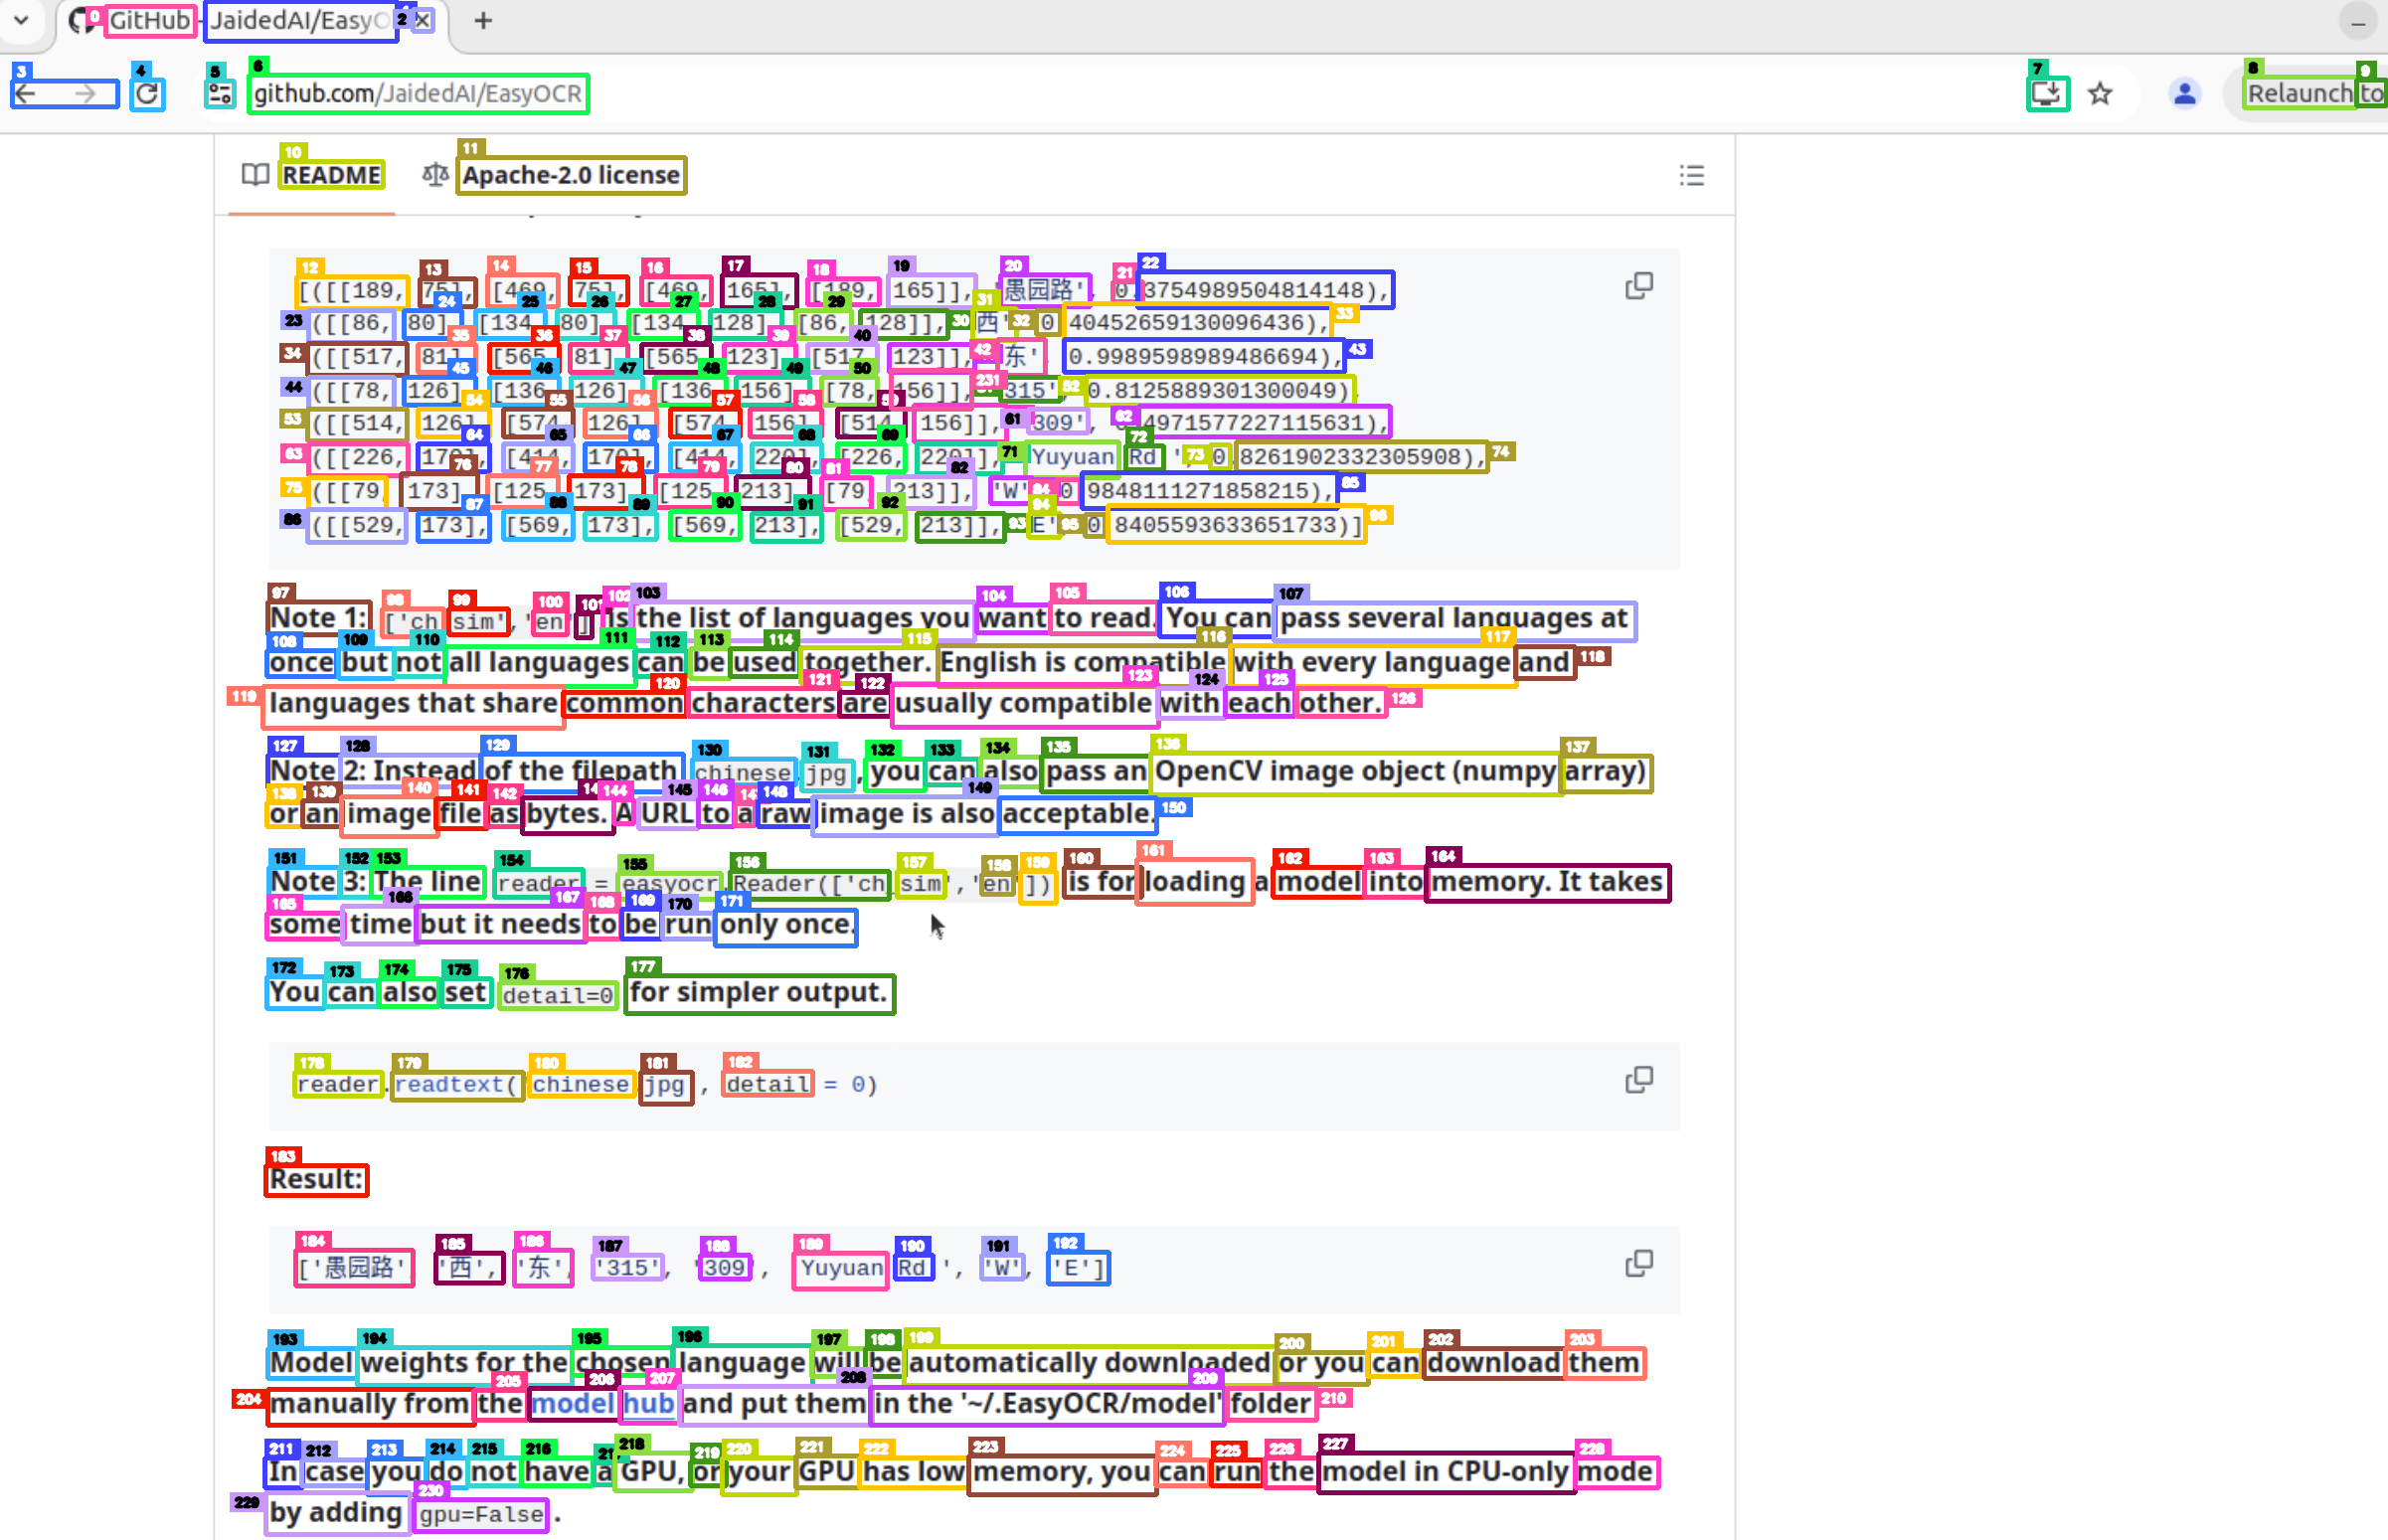 GitHub - JaidedAI/EasyO
github.com/JaidedAI/EasyOCR
Relaunch to
README
Apache-2.0 license
[([[189, 75], [469, 75], [469, 165], [189, 165]], '愚园路', 0.3754989504814148),
([[86, 80], [134, 80], [134, 128], [86, 128]], '西', 0.40452659130096436),
([[517, 81], [565, 81], [565, 123], [517, 123]], '东', 0.9989598989486694),
([[78, 126], [136, 126], [136, 156], [78, 156]], '315', 0.8125889301300049),
([[514, 126], [574, 126], [574, 156], [514, 156]], '309', 0.4971577227115631),
([[226, 170], [414, 170], [414, 220], [226, 220]], 'Yuyuan Rd.', 0.8261902332305908),
([[79, 173], [125, 173], [125, 213], [79, 213]], 'W', 0.9848111271858215),
([[529, 173], [569, 173], [569, 213], [529, 213]], 'E', 0.8405593633651733)]
Note 1: ['ch_sim','en'] is the list of languages you want to read. You can pass several languages at
once but not all languages can be used together. English is compatible with every language and
languages that share common characters are usually compatible with each other.
Note 2: Instead of the filepath chinese.jpg, you can also pass an OpenCV image object (numpy array)
or an image file as bytes. A URL to a raw image is also acceptable.
Note 3: The line reader = easyocr.Reader(['ch_sim','en']) is for loading a model into memory. It takes
some time but it needs to be run only once.
You can also set detail=0 for simpler output.
reader.readtext('chinese.jpg', detail = 0)
Result:
['愚园路', '西', '东', '315', '309', 'Yuyuan Rd.', 'W', 'E']
Model weights for the chosen language will be automatically downloaded or you can download them
manually from the model hub and put them in the '~/.EasyOCR/model' folder
In case you do not have a GPU, or your GPU has low memory, you can run the model in CPU-only mode
by adding gpu=False.